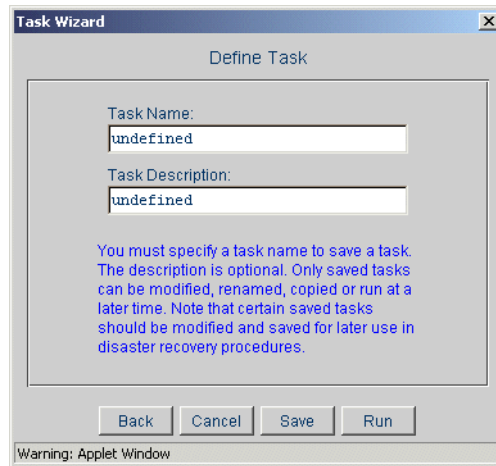 Task Wizard
Define Task
Task Name:
undefined
Task Description:
undefined
You must specify a task name to save a task.
The description is optional. Only saved tasks
can be modified, renamed, copied or run at a
later time. Note that certain saved tasks
should be modified and saved for later use in
disaster recovery procedures.
Back Cancel Save Run
Warning: Applet Window